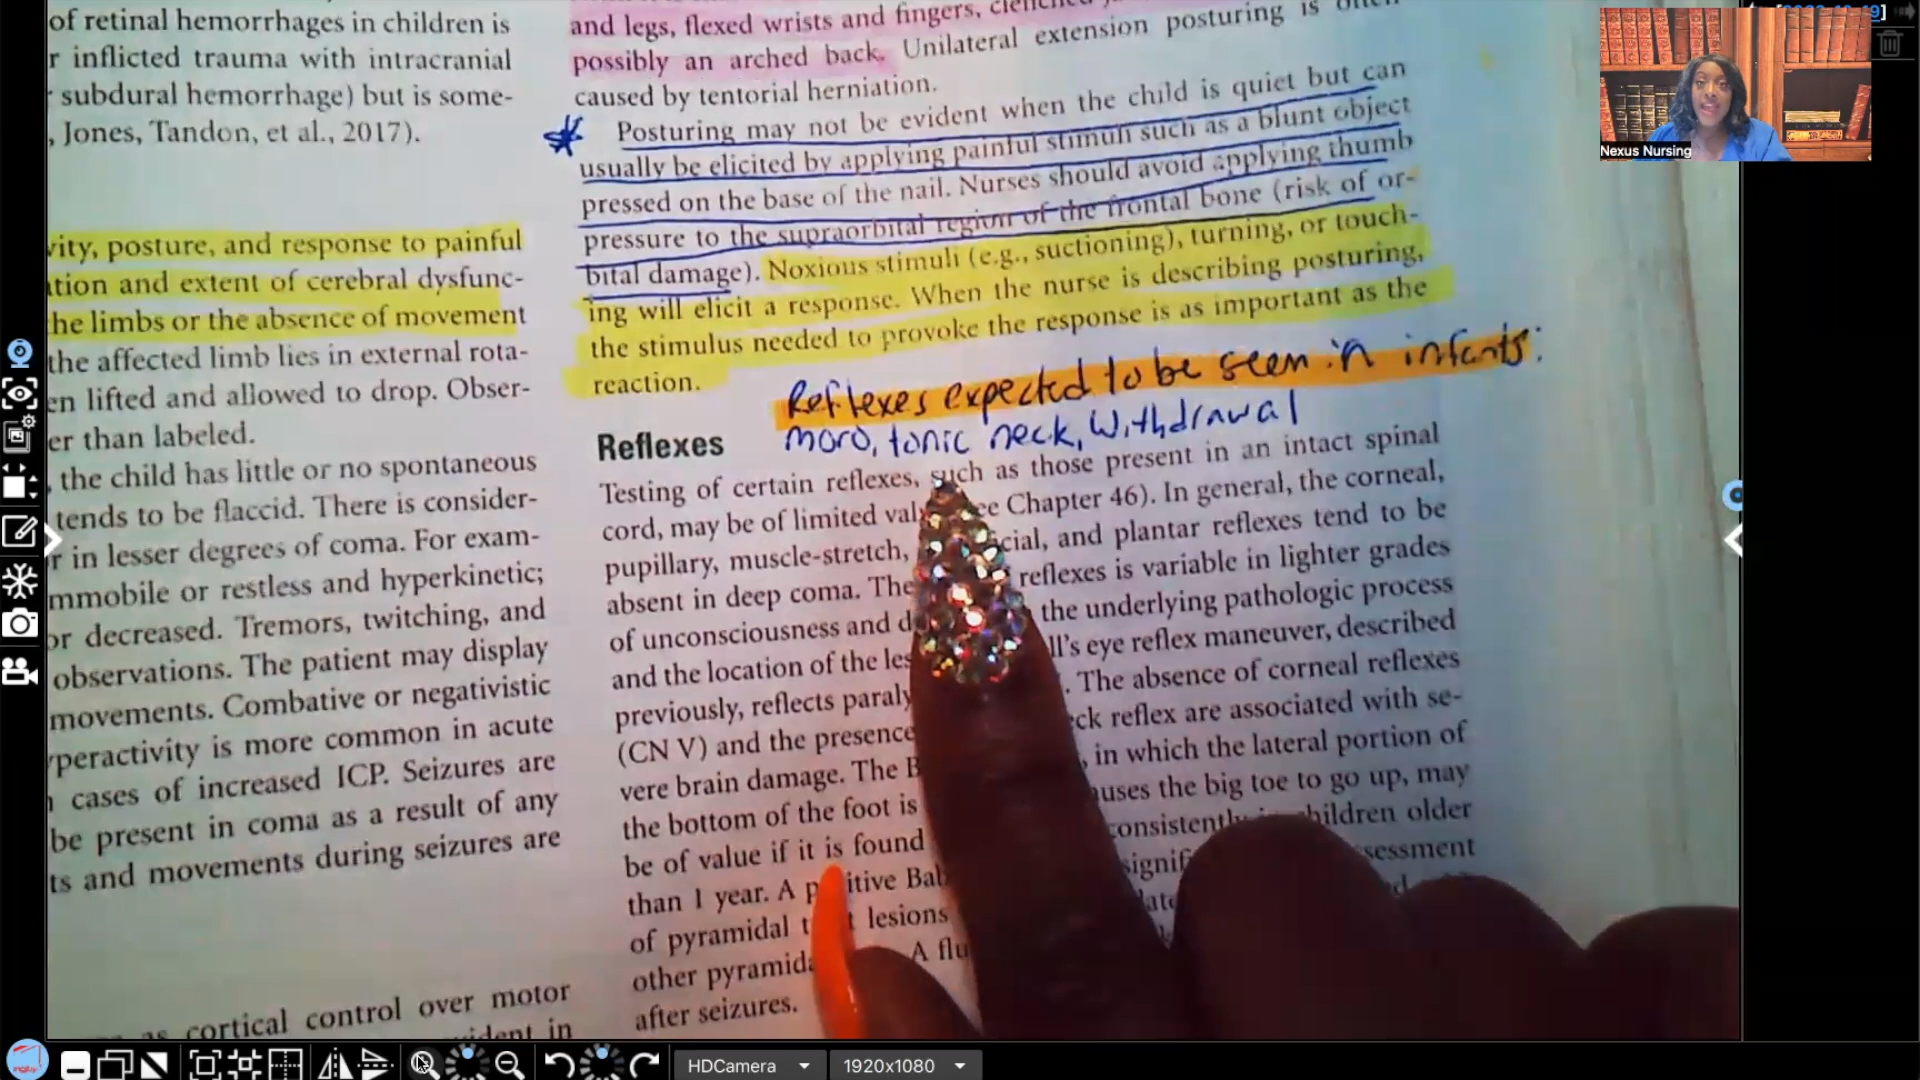 of retinal hemorrhages in children is
r inflicted trauma with intracranial
subdural hemorrhage) but is some-
, Jones, Tandon, et al., 2017).
vity, posture, and response to painful
ation and extent of cerebral dysfunc-
he limbs or the absence of movement
the affected limb lies in external rota-
en lifted and allowed to drop. Obser-
er than labeled.
, the child has little or no spontaneous
tends to be flaccid. There is consider-
r in lesser degrees of coma. For exam-
mmobile or restless and hyperkinetic;
or decreased. Tremors, twitching, and
observations. The patient may display
movements. Combative or negativistic
peractivity is more common in acute
cases of increased ICP. Seizures are
be present in coma as a result of any
ts and movements during seizures are
cortical control over motor
in
and legs, flexed wrists and fingers, clenched
possibly an arched back. Unilateral extension posturing is often
caused by tentorial herniation.
Posturing may not be evident when the child is quiet but can
usually be elicited by applying painful stimuli such as a blunt object
pressed on the base of the nail. Nurses should avoid applying thumb
pressure to the supraorbital region of the frontal bone (risk of or-
bital damage). Noxious stimuli (e.g., suctioning), turning, or touch-
ing will elicit a response. When the nurse is describing posturing,
the stimulus needed to provoke the response is as important as the
reaction.
Reflexes expected to be seen in infants:
moro, tonic neck, Withdrawal
Reflexes
Testing of certain reflexes, such as those present in an intact spinal
cord, may be of limited Chapter 46). In general, the corneal,
pupillary, muscle-stretch, and plantar reflexes tend to be
absent in deep coma. The reflexes is variable in lighter grades
of unconsciousness and the underlying pathologic process
and the location of the eye reflex maneuver, described
previously, reflects The absence of corneal reflexes
(CN V) and the presence reflex are associated with se-
vere brain damage. The in which the lateral portion of
the bottom of the foot is the big toe to go up, may
be of value if it is found consistently children older
than 1 year. A
of pyramidal lesions
other A
after seizures.
Nexus Nursing
HDCamera
1920x1080